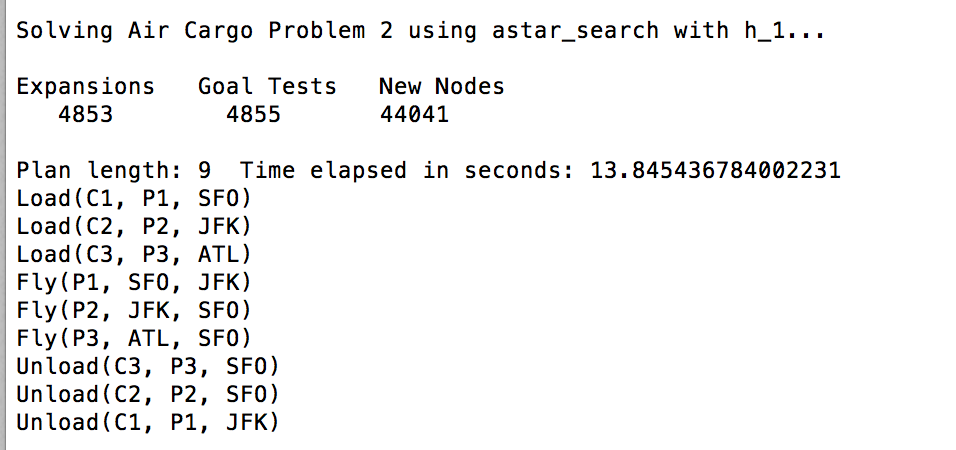 Solving Air Cargo Problem 2 using astar_search with h_1...
Expansions   Goal Tests   New Nodes
4853   4855   44041
Plan length: 9  Time elapsed in seconds: 13.845436784002231
Load(C1, P1, SFO)
Load(C2, P2, JFK)
Load(C3, P3, ATL)
Fly(P1, SFO, JFK)
Fly(P2, JFK, SFO)
Fly(P3, ATL, SFO)
Unload(C3, P3, SFO)
Unload(C2, P2, SFO)
Unload(C1, P1, JFK)